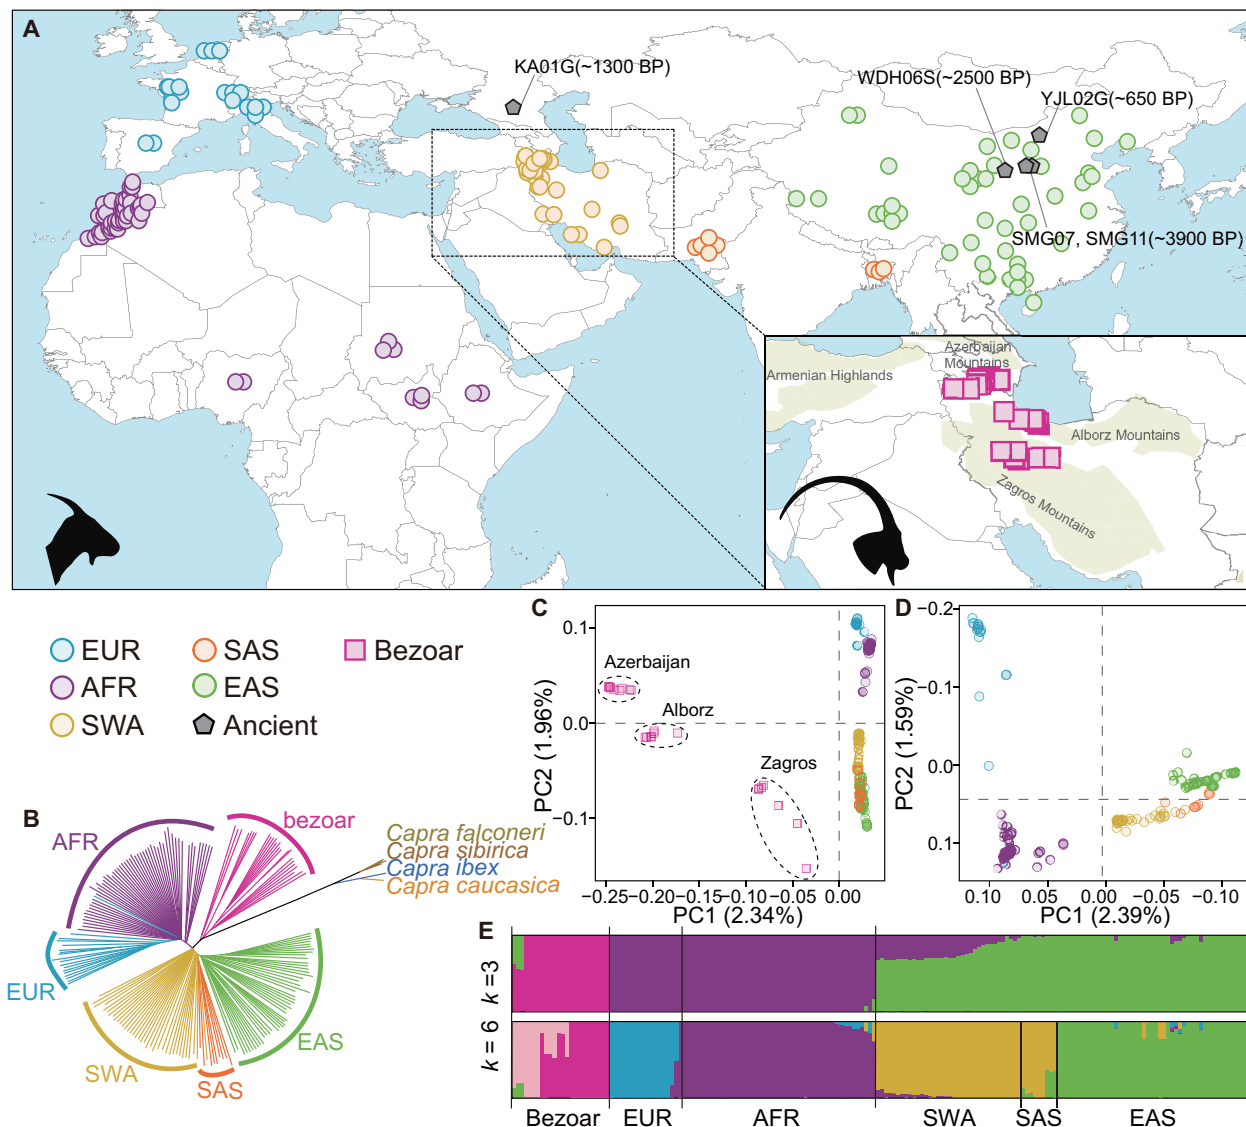 A
KA01G(~1300 BP)
WDH06S(~2500 BP)
YJL02G(~650 BP)
SMG07, SMG11(~3900 BP)
Azerbaijan
Mountains
Armenian Highlands
Alborz Mountains
Zagros Mountains
EUR
SAS
Bezoar
AFR
EAS
SWA
Ancient
B
AFR
bezoar
Capra falconeri
Capra sibirica
Capra ibex
Capra caucasica
EUR
SWA
SAS
EAS
C
Azerbaijan
Alborz
Zagros
0.1
0.0
−0.1
PC2 (1.96%)
−0.25 −0.20 −0.15 −0.10 −0.05 0.00
PC1 (2.34%)
D
−0.2
−0.1
0.0
0.1
PC2 (1.59%)
0.10 0.05 0.00 −0.05 −0.10
PC1 (2.39%)
E
k =3
k = 6
Bezoar EUR AFR SWA SAS EAS